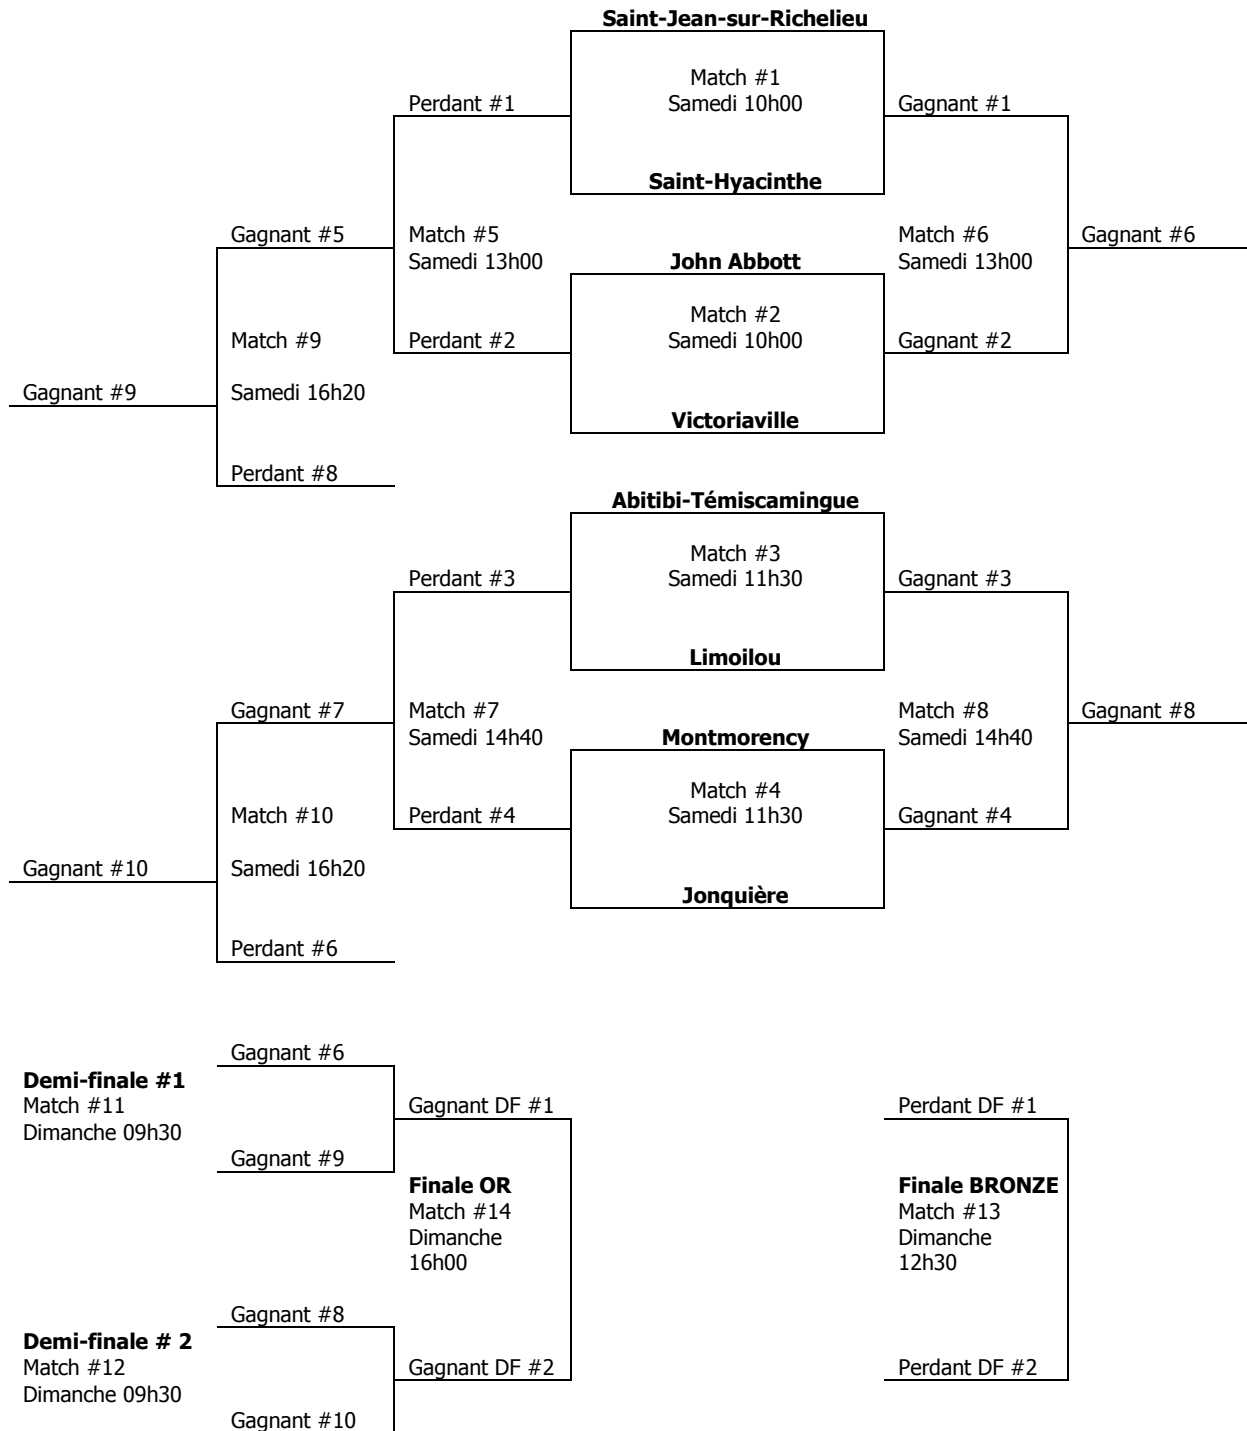 Saint-Jean-sur-Richelieu
Match #1
Perdant #1
Samedi 10h00
Gagnant #1
Saint-Hyacinthe
Gagnant #5
Match #5
Match #6
Gagnant #6
Samedi 13h00
John Abbott
Samedi 13h00
Match #2
Match #9
Perdant #2
Samedi 10h00
Gagnant #2
Gagnant #9
Samedi 16h20
Victoriaville
Perdant #8
Abitibi-Témiscamingue
Match #3
Perdant #3
Samedi 11h30
Gagnant #3
Limoilou
Gagnant #7
Match #7
Match #8
Gagnant #8
Samedi 14h40
Montmorency
Samedi 14h40
Match #4
Match #10
Perdant #4
Samedi 11h30
Gagnant #4
Gagnant #10
Samedi 16h20
Jonquière
Perdant #6
Gagnant #6
Demi-finale #1
Match #11
Dimanche 09h30
Gagnant DF #1
Perdant DF #1
Gagnant #9
Finale OR
Match #14
Dimanche
16h00
Finale BRONZE
Match #13
Dimanche
12h30
Gagnant #8
Demi-finale # 2
Match #12
Dimanche 09h30
Gagnant DF #2
Perdant DF #2
Gagnant #10